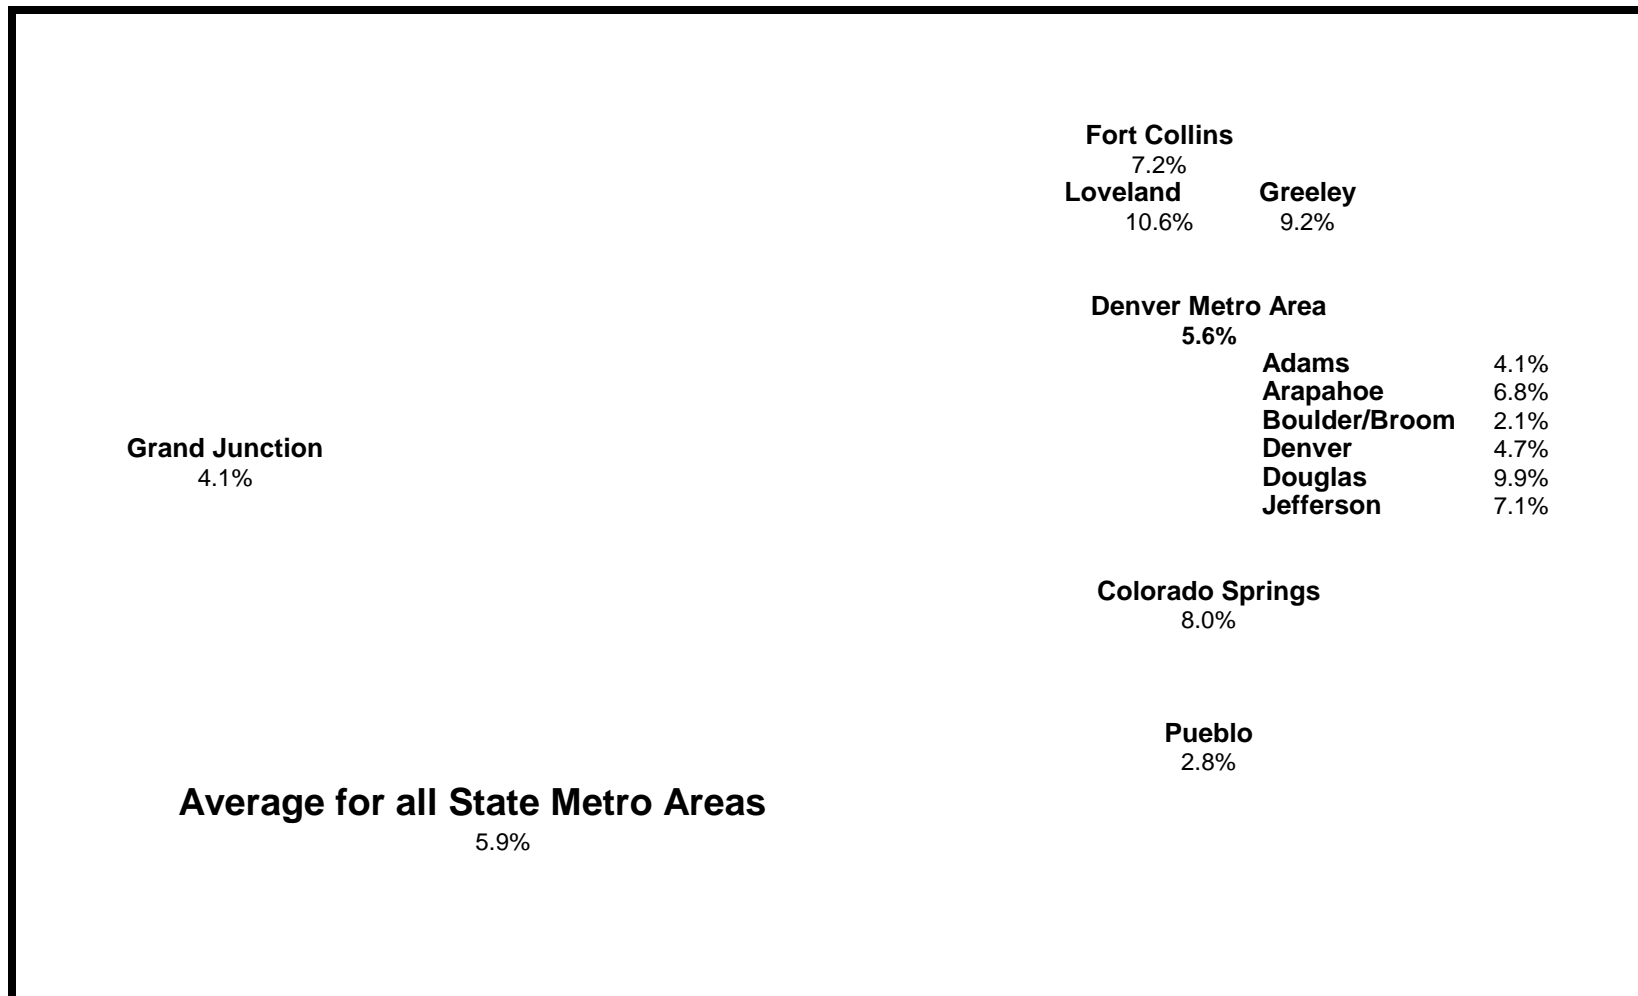 Fort Collins
7.2%
Loveland Greeley
10.6% 9.2%
Denver Metro Area
5.6%
Adams 4.1%
Arapahoe 6.8%
Boulder/Broom 2.1%
Grand Junction Denver 4.7%
4.1% Douglas 9.9%
Jefferson 7.1%
Colorado Springs
8.0%
Pueblo
2.8%
Average for all State Metro Areas
5.9%